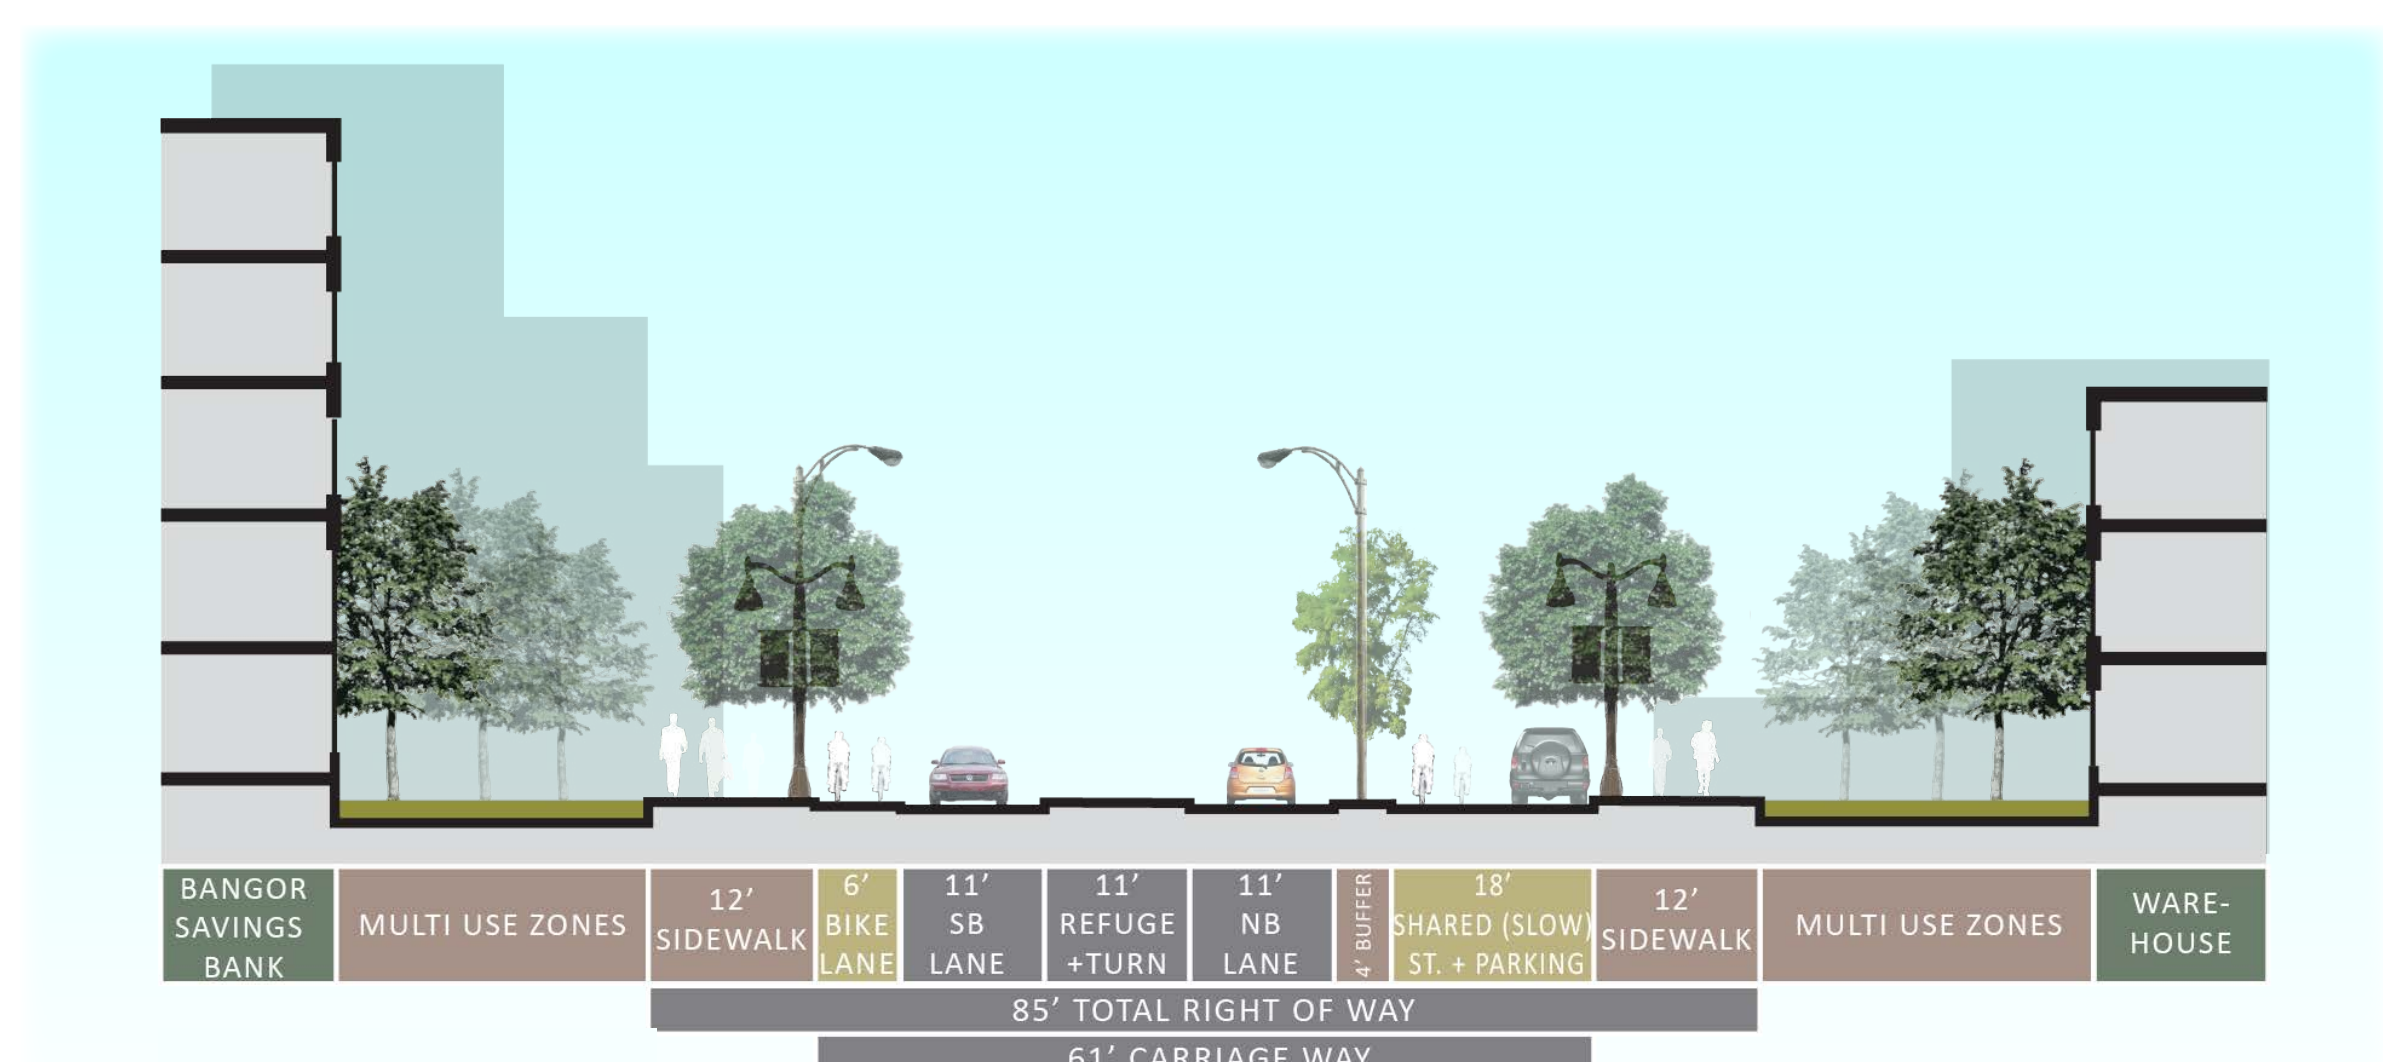 BANGOR
SAVINGS
BANK
MULTI USE ZONES
12’
SIDEWALK
6’
BIKE
LANE
11’
SB
LANE
11’
REFUGE
+TURN
11’
NB
LANE
4’ BUFFER
18’
SHARED (SLOW)
ST. + PARKING
12’
SIDEWALK
MULTI USE ZONES
WARE-
HOUSE
85’ TOTAL RIGHT OF WAY
61’ CARRIAGE WAY